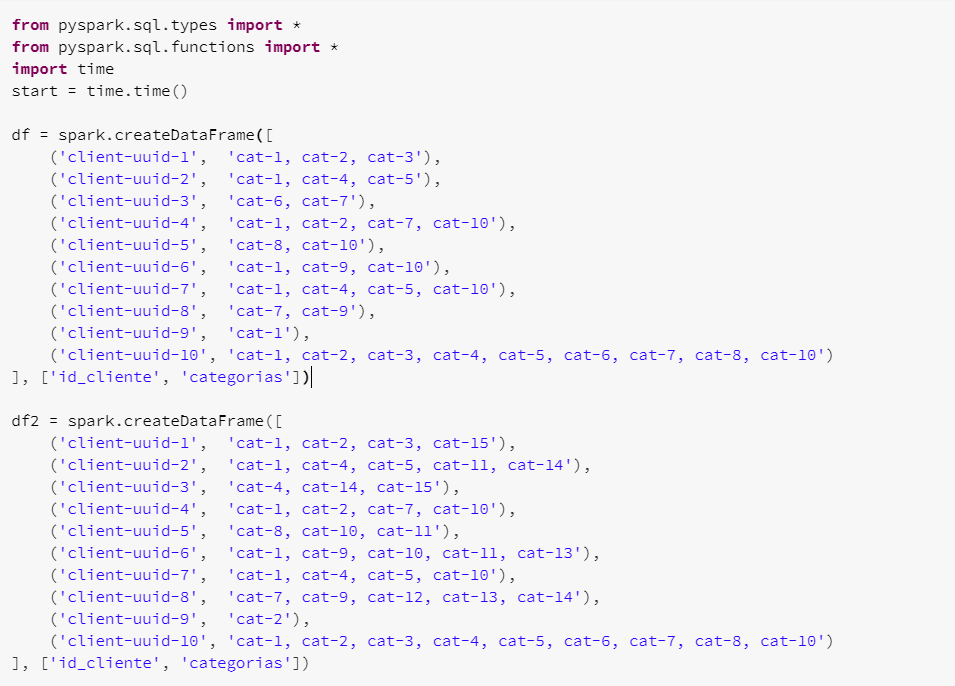 from pyspark.sql.types import *
from pyspark.sql.functions import *
import time
start = time.time()

df = spark.createDataFrame([
    ('client-uuid-1',  'cat-1, cat-2, cat-3'),
    ('client-uuid-2',  'cat-1, cat-4, cat-5'),
    ('client-uuid-3',  'cat-6, cat-7'),
    ('client-uuid-4',  'cat-1, cat-2, cat-7, cat-10'),
    ('client-uuid-5',  'cat-8, cat-10'),
    ('client-uuid-6',  'cat-1, cat-9, cat-10'),
    ('client-uuid-7',  'cat-1, cat-4, cat-5, cat-10'),
    ('client-uuid-8',  'cat-7, cat-9'),
    ('client-uuid-9',  'cat-1'),
    ('client-uuid-10', 'cat-1, cat-2, cat-3, cat-4, cat-5, cat-6, cat-7, cat-8, cat-10')
], ['id_cliente', 'categorias'])

df2 = spark.createDataFrame([
    ('client-uuid-1',  'cat-1, cat-2, cat-3, cat-15'),
    ('client-uuid-2',  'cat-1, cat-4, cat-5, cat-11, cat-14'),
    ('client-uuid-3',  'cat-4, cat-14, cat-15'),
    ('client-uuid-4',  'cat-1, cat-2, cat-7, cat-10'),
    ('client-uuid-5',  'cat-8, cat-10, cat-11'),
    ('client-uuid-6',  'cat-1, cat-9, cat-10, cat-11, cat-13'),
    ('client-uuid-7',  'cat-1, cat-4, cat-5, cat-10'),
    ('client-uuid-8',  'cat-7, cat-9, cat-12, cat-13, cat-14'),
    ('client-uuid-9',  'cat-2'),
    ('client-uuid-10', 'cat-1, cat-2, cat-3, cat-4, cat-5, cat-6, cat-7, cat-8, cat-10')
], ['id_cliente', 'categorias'])